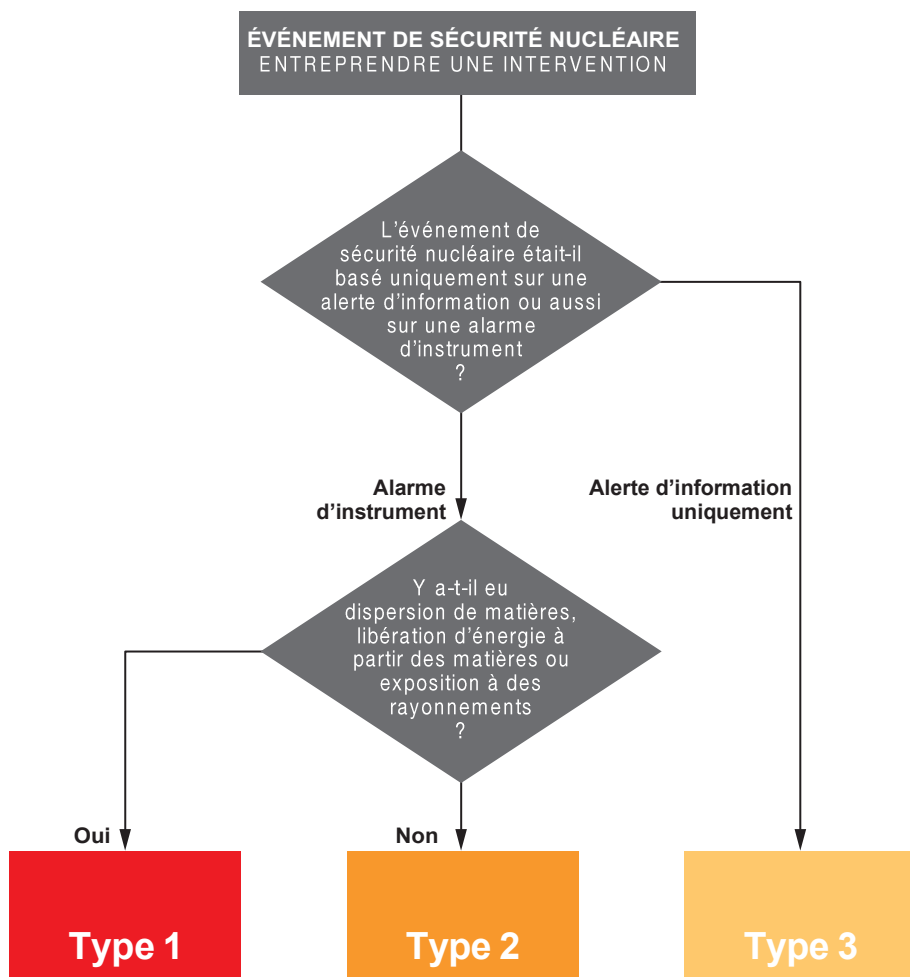 ÉVÉNEMENT DE SÉCURITÉ NUCLÉAIRE
ENTREPRENDRE UNE INTERVENTION
L'événement de
sécurité nucléaire était-il
basé uniquement sur une
alerte d'information ou aussi
sur une alarme
d'instrument
?
Alarme
d'instrument
Alerte d'information
uniquement
Y a-t-il eu
dispersion de matières,
libération d'énergie à
partir des matières ou
exposition à des
rayonnements
?
Oui
Non
Type 1
Type 2
Type 3